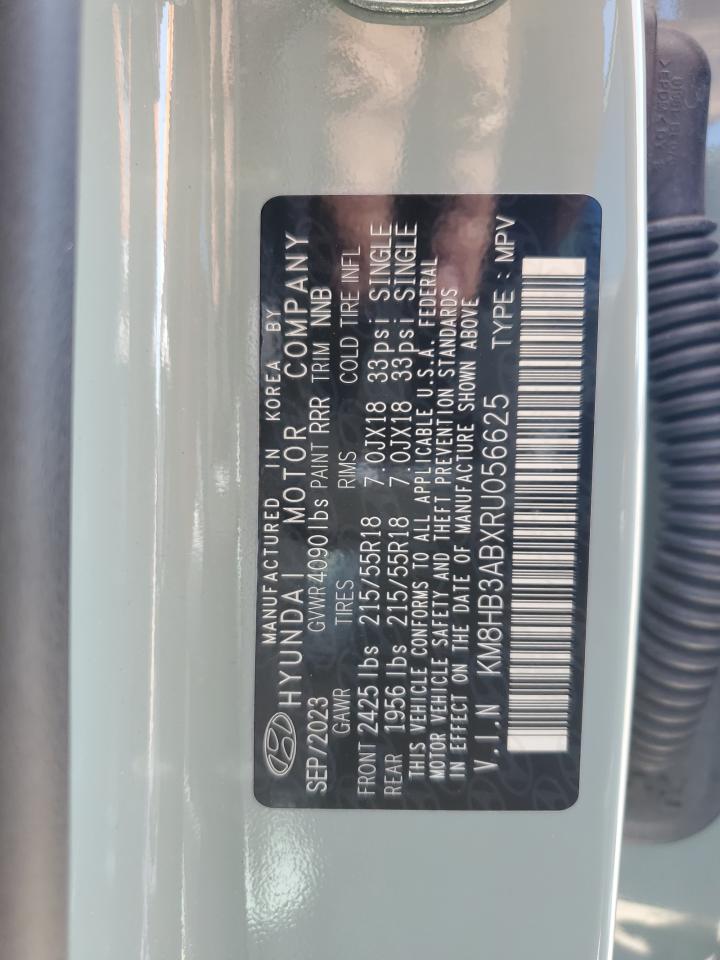 MANUFACTURED IN KOREA BY
HYUNDAI MOTOR COMPANY
SEP/2023 GVWR 4090 lbs PAINT RRR TRIM NNB
GAWR TIRES RIMS COLD TIRE INFL
FRONT 2425 lbs 215/55R18 7.0JX18 33psi SINGLE
REAR 1956 lbs 215/55R18 7.0JX18 33psi SINGLE
THIS VEHICLE CONFORMS TO ALL APPLICABLE U.S.A. FEDERAL
MOTOR VEHICLE SAFETY AND THEFT PREVENTION STANDARDS
IN EFFECT ON THE DATE OF MANUFACTURE SHOWN ABOVE
V.I.N KM8HB3ABXRU056625 TYPE : MPV